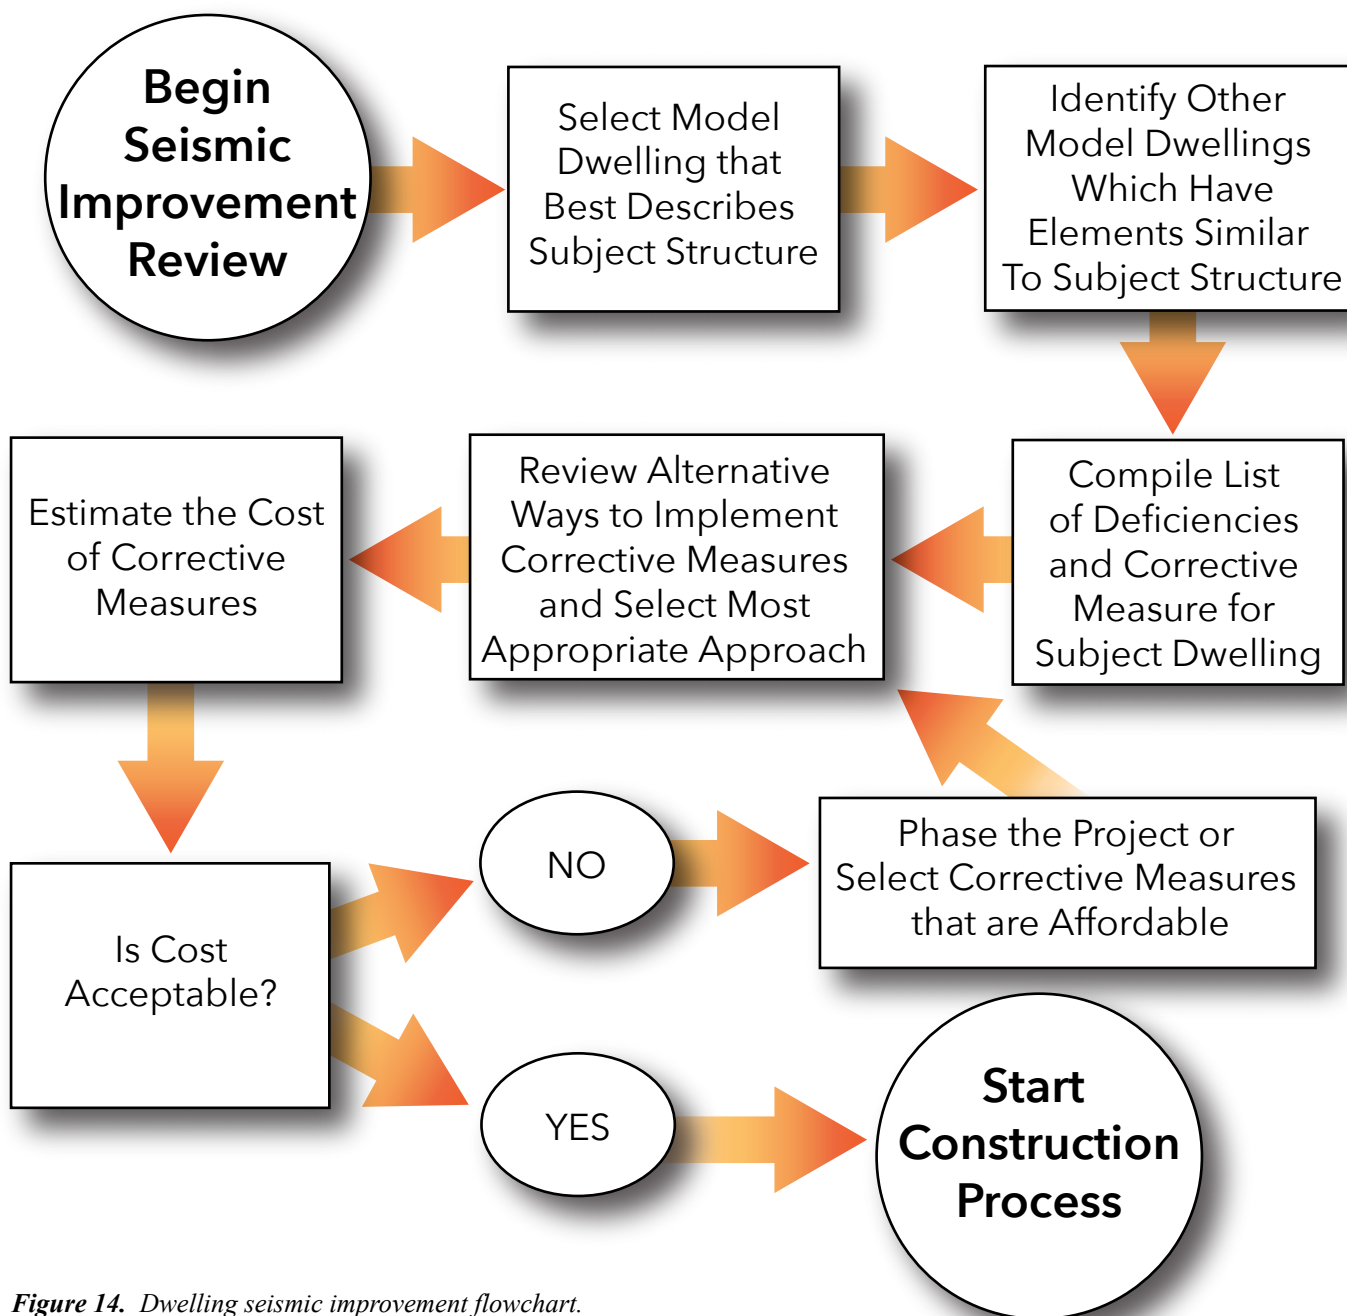 Begin
Seismic
Improvement
Review
Select Model
Dwelling that
Best Describes
Subject Structure
Identify Other
Model Dwellings
Which Have
Elements Similar
To Subject Structure
Compile List
of Deficiencies
and Corrective
Measure for
Subject Dwelling
Review Alternative
Ways to Implement
Corrective Measures
and Select Most
Appropriate Approach
Estimate the Cost
of Corrective
Measures
Is Cost
Acceptable?
NO
Phase the Project or
Select Corrective Measures
that are Affordable
YES
Start
Construction
Process
Figure 14. Dwelling seismic improvement flowchart.